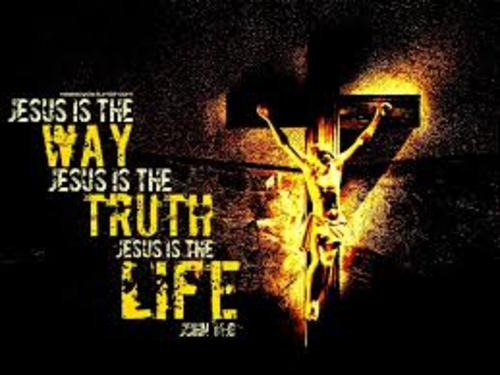 JESUS IS THE
WAY
JESUS IS THE
TRUTH
JESUS IS THE
LIFE
JOHN 14:6